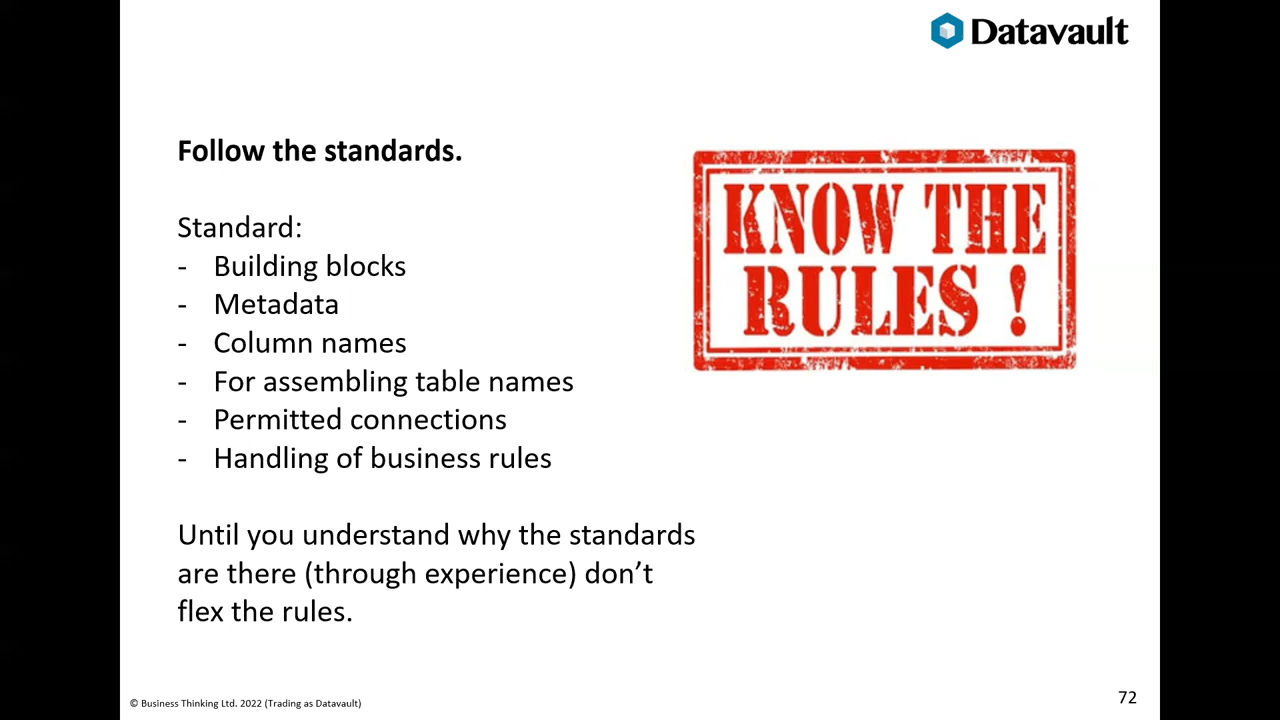 Datavault
Follow the standards.
KNOW THE
RULES !
Standard:
- Building blocks
- Metadata
- Column names
- For assembling table names
- Permitted connections
- Handling of business rules
Until you understand why the standards
are there (through experience) don’t
flex the rules.
© Business Thinking Ltd. 2022 (Trading as Datavault)
72